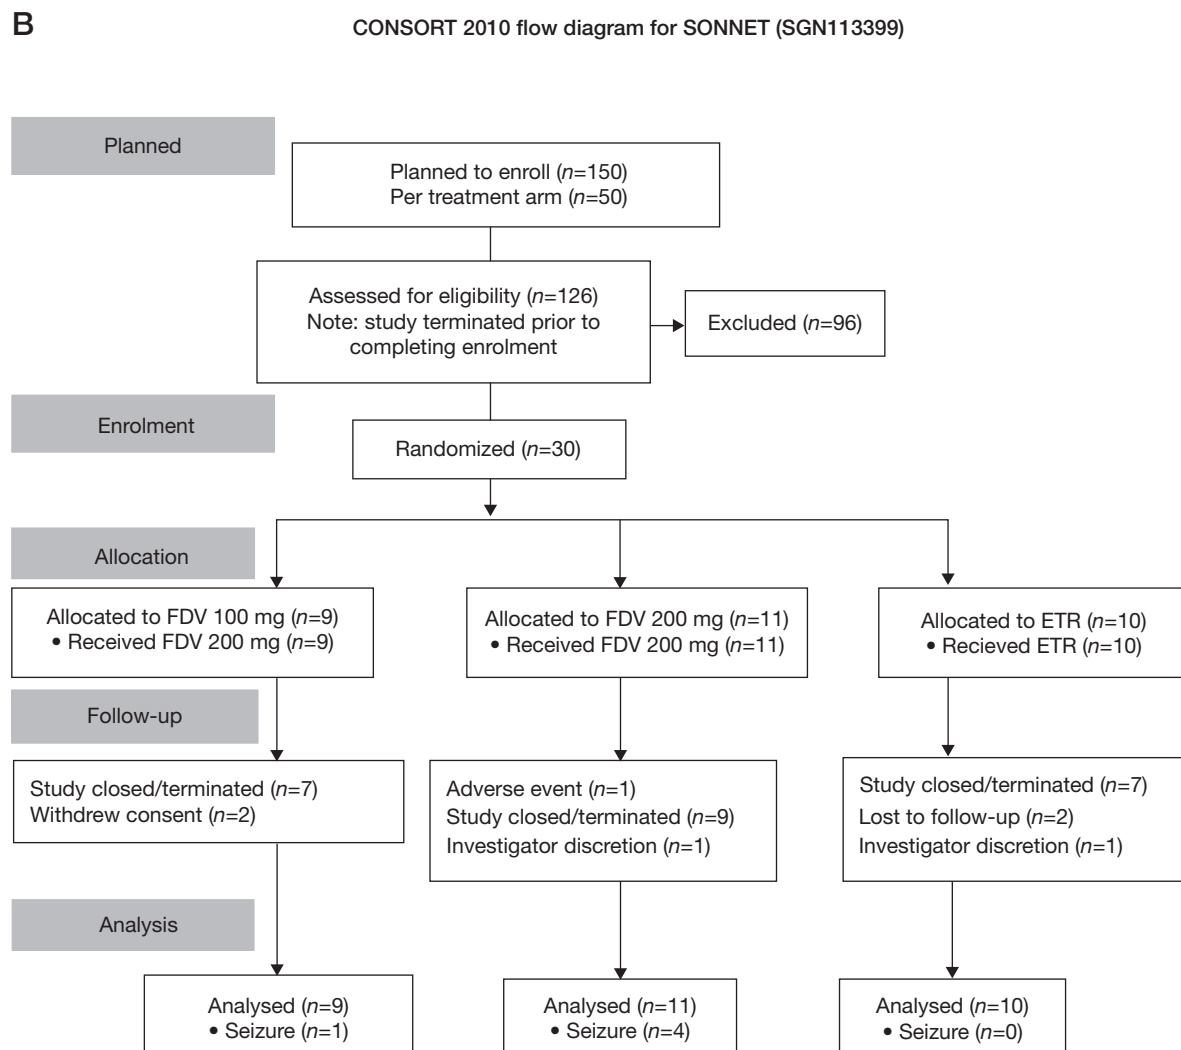 B
CONSORT 2010 flow diagram for SONNET (SGN113399)
Planned
Planned to enroll (n=150)
Per treatment arm (n=50)
Assessed for eligibility (n=126)
Note: study terminated prior to
completing enrolment
Excluded (n=96)
Enrolment
Randomized (n=30)
Allocation
Allocated to FDV 100 mg (n=9)
• Received FDV 200 mg (n=9)
Allocated to FDV 200 mg (n=11)
• Received FDV 200 mg (n=11)
Allocated to ETR (n=10)
• Recieved ETR (n=10)
Follow-up
Study closed/terminated (n=7)
Withdrew consent (n=2)
Adverse event (n=1)
Study closed/terminated (n=9)
Investigator discretion (n=1)
Study closed/terminated (n=7)
Lost to follow-up (n=2)
Investigator discretion (n=1)
Analysis
Analysed (n=9)
• Seizure (n=1)
Analysed (n=11)
• Seizure (n=4)
Analysed (n=10)
• Seizure (n=0)